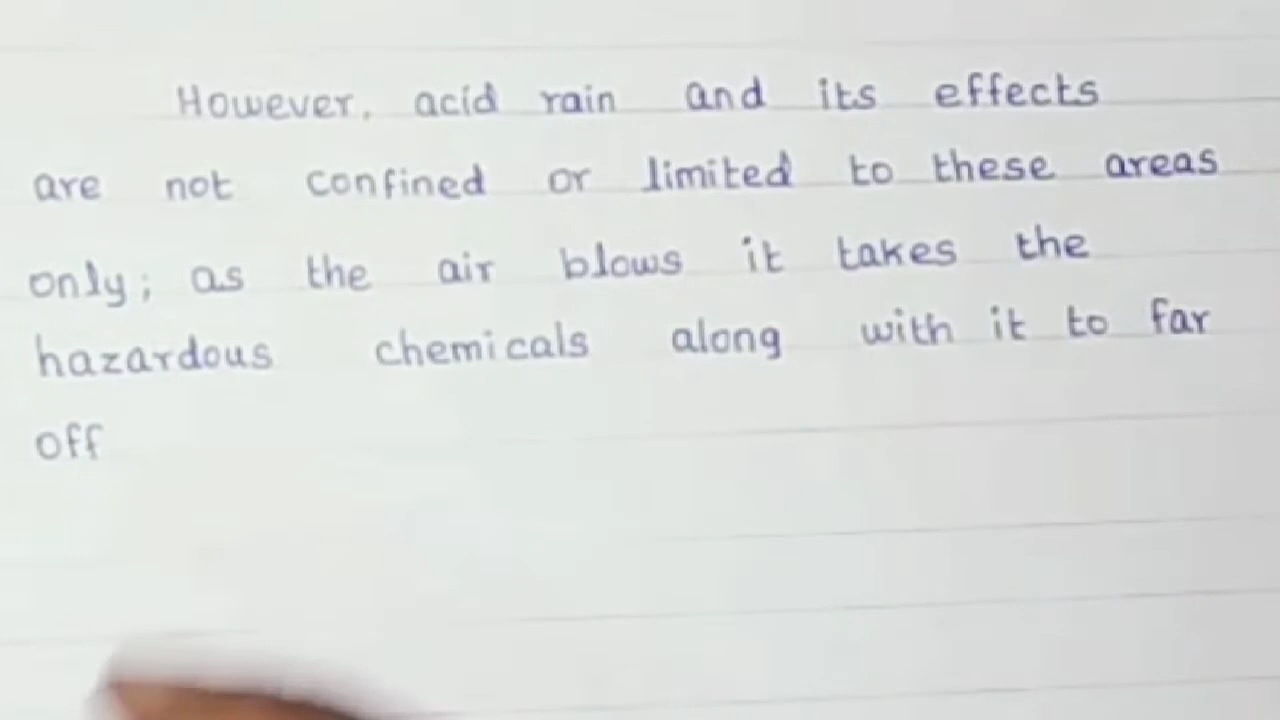 However, acid rain and its effects
are not confined or limited to these areas
only; as the air blows it takes the
hazardous chemicals along with it to far
off